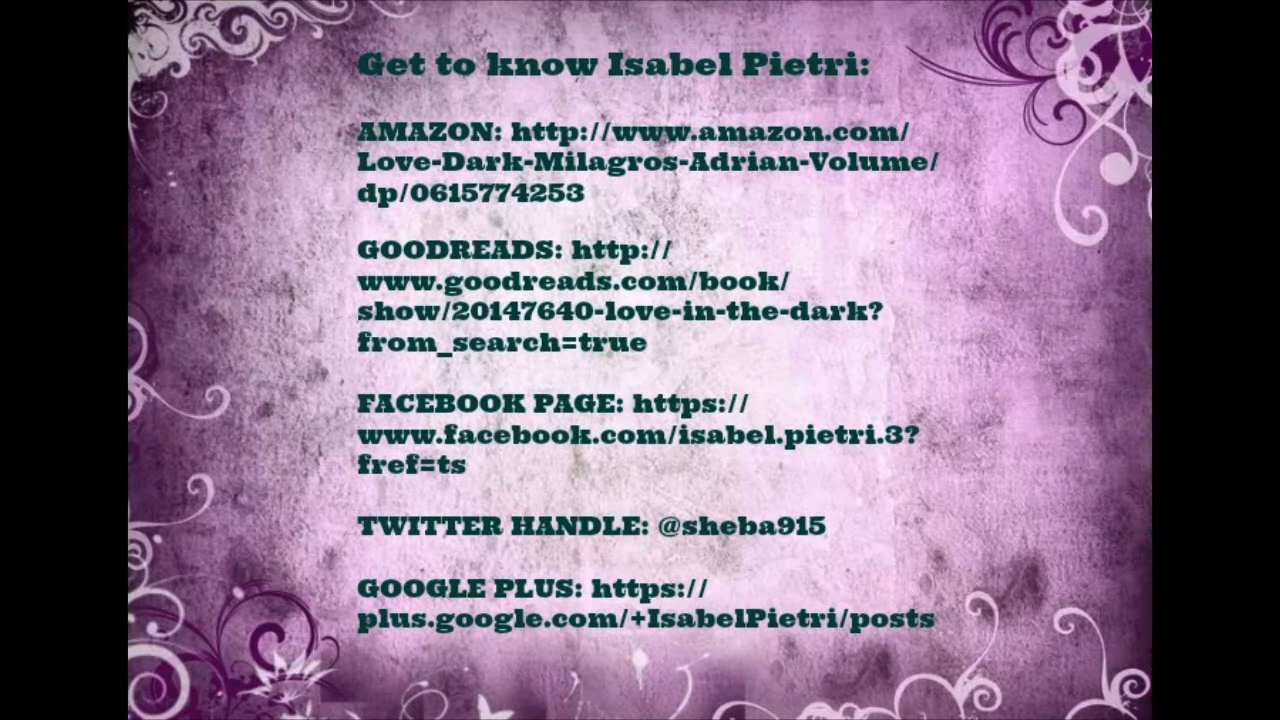 Get to know Isabel Pietri:
AMAZON: http://www.amazon.com/
Love-Dark-Milagros-Adrian-Volume/
dp/0615774253
GOODREADS: http://
www.goodreads.com/book/
show/20147640-love-in-the-dark?
from_search=true
FACEBOOK PAGE: https://
www.facebook.com/isabel.pietri.3?
fref=ts
TWITTER HANDLE: @sheba915
GOOGLE PLUS: https://
plus.google.com/+IsabelPietri/posts